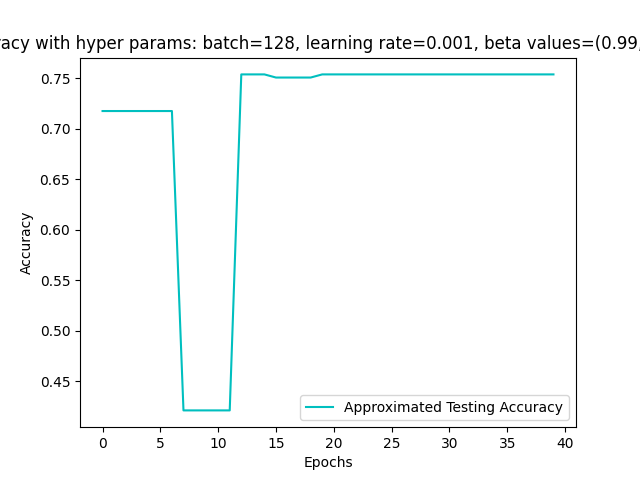 racy with hyper params: batch=128, learning rate=0.001, beta values=(0.99,
0.75
0.70
0.65
0.60
0.55
0.50
0.45
Accuracy
Approximated Testing Accuracy
0 5 10 15 20 25 30 35 40
Epochs